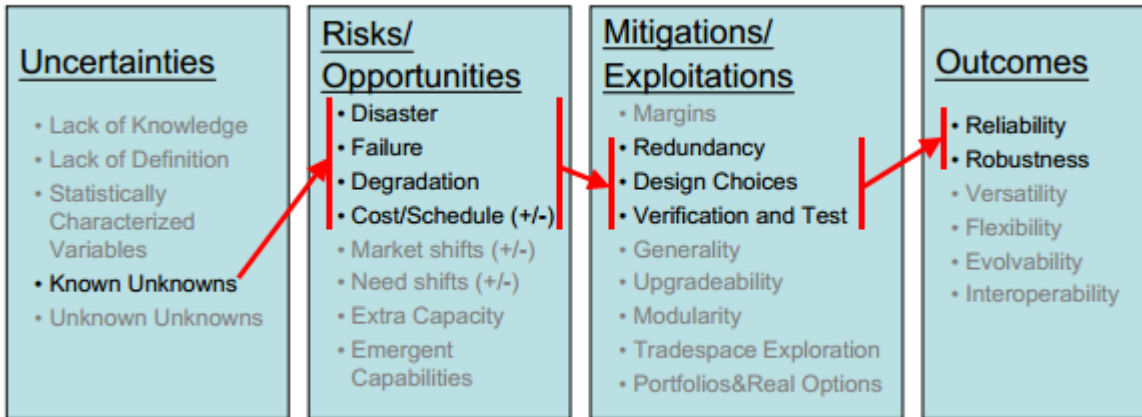 Uncertainties
• Lack of Knowledge
• Lack of Definition
• Statistically
Characterized
Variables
• Known Unknowns
• Unknown Unknowns
Risks/
Opportunities
• Disaster
• Failure
• Degradation
• Cost/Schedule (+/-)
• Market shifts (+/-)
• Need shifts (+/-)
• Extra Capacity
• Emergent
Capabilities
Mitigations/
Exploitations
• Margins
• Redundancy
• Design Choices
• Verification and Test
• Generality
• Upgradeability
• Modularity
• Tradespace Exploration
• Portfolios&Real Options
Outcomes
• Reliability
• Robustness
• Versatility
• Flexibility
• Evolvability
• Interoperability